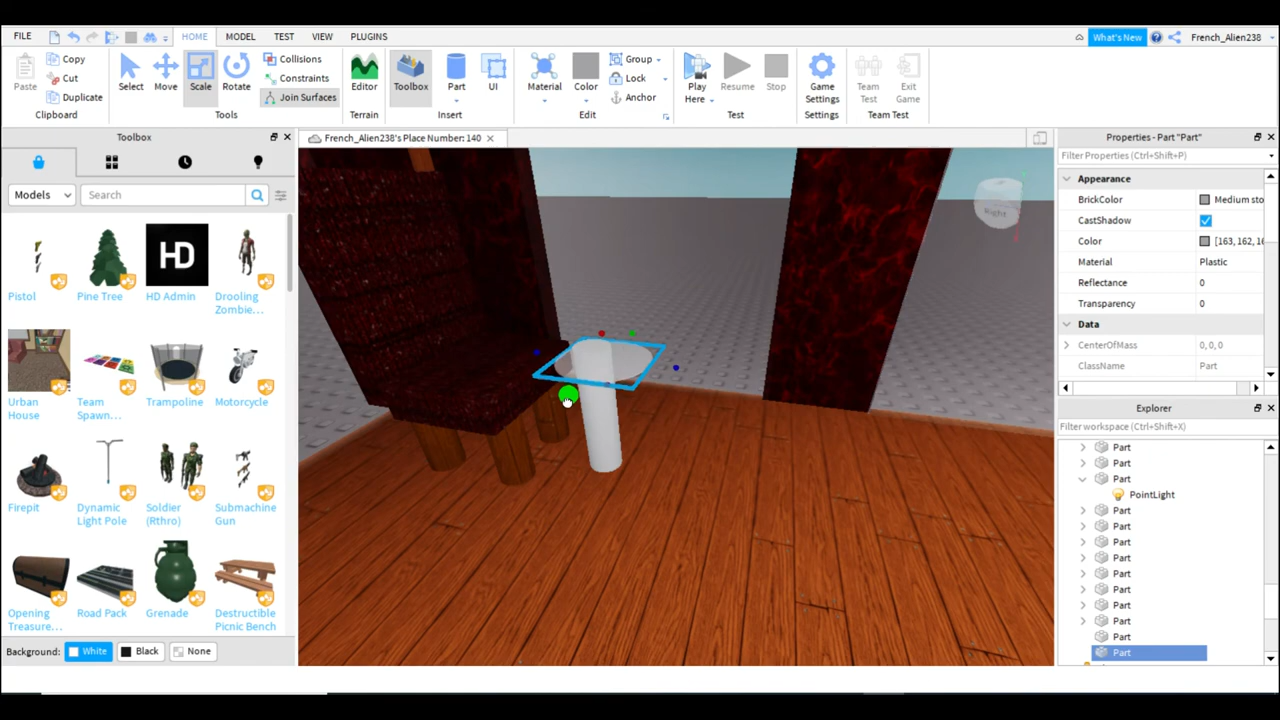 FILE HOME MODEL TEST VIEW PLUGINS What's New French_Alien238
Paste Copy Cut Duplicate Clipboard
Select Move Scale Rotate Collisions Constraints Join Surfaces Tools
Editor Terrain
Toolbox Part UI Insert
Material Color Group Lock Anchor Edit
Play Here Resume Stop Test
Game Settings Settings
Team Test Exit Game Team Test
Toolbox
Models Search
Pistol Pine Tree HD Admin Drooling Zombie...
Urban House Team Spawn... Trampoline Motorcycle
Firepit Dynamic Light Pole Soldier (Rthro) Submachine Gun
Opening Treasure... Road Pack Grenade Destructible Picnic Bench
Background: White Black None
French_Alien238's Place Number: 140
HD
Right
Properties - Part "Part"
Filter Properties (Ctrl+Shift+P)
Appearance
BrickColor Medium sto
CastShadow
Color [163, 162, 16
Material Plastic
Reflectance 0
Transparency 0
Data
CenterOfMass 0, 0, 0
ClassName Part
Explorer
Filter workspace (Ctrl+Shift+X)
Part
Part
Part
PointLight
Part
Part
Part
Part
Part
Part
Part
Part
Part
Part